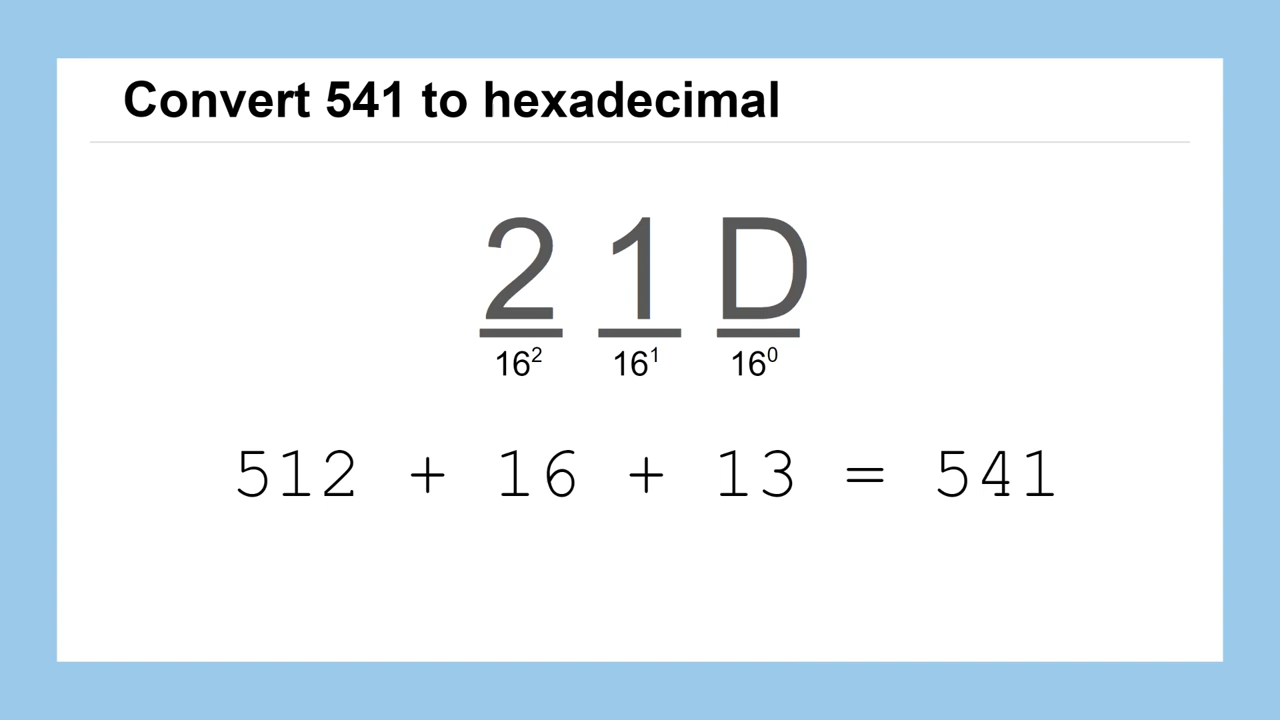 Convert 541 to hexadecimal
2 1 D
16² 16¹ 16⁰
512 + 16 + 13 = 541